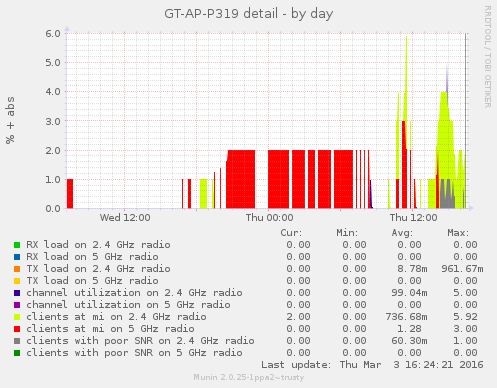 GT-AP-P319 detail - by day
RRDTOOL / TOBI OETIKER
% + abs
6.0
5.0
4.0
3.0
2.0
1.0
0.0
Wed 12:00 Thu 00:00 Thu 12:00
Cur: Min: Avg: Max:
RX load on 2.4 GHz radio 0.00 0.00 0.00 0.00
RX load on 5 GHz radio 0.00 0.00 0.00 0.00
TX load on 2.4 GHz radio 0.00 0.00 8.78m 961.67m
TX load on 5 GHz radio 0.00 0.00 0.00 0.00
channel utilization on 2.4 GHz radio 0.00 0.00 99.04m 5.00
channel utilization on 5 GHz radio 0.00 0.00 0.00 0.00
clients at mi on 2.4 GHz radio 2.00 0.00 736.68m 5.92
clients at mi on 5 GHz radio 0.00 0.00 1.28 3.00
clients with poor SNR on 2.4 GHz radio 0.00 0.00 60.30m 1.00
clients with poor SNR on 5 GHz radio 0.00 0.00 0.00 0.00
Last update: Thu Mar 3 16:24:21 2016
Munin 2.0.25-1ppa2~trusty